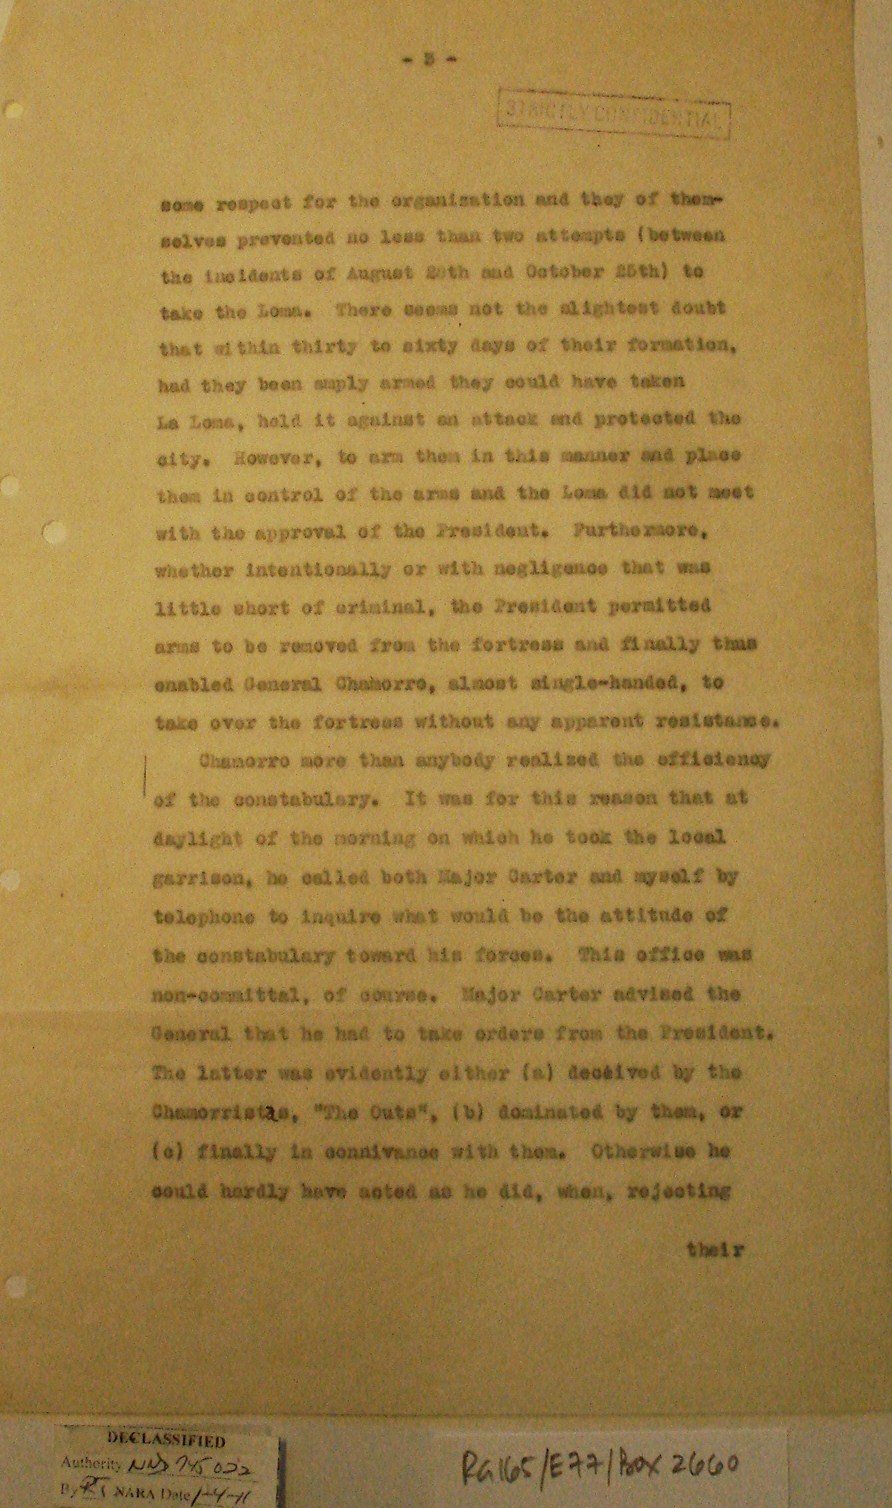 - 3 -
STRICTLY CONFIDENTIAL
some respect for the organization and they of them-
selves prevented no less than two attempts (between
the incidents of August 28th and October 25th) to
take the Loma. There seems not the slightest doubt
that within thirty to sixty days of their formation,
had they been amply armed they could have taken
La Loma, held it against an attack and protected the
city. However, to arm them in this manner and place
them in control of the arms and the Loma did not meet
with the approval of the President. Furthermore,
whether intentionally or with negligence that was
little short of criminal, the President permitted
arms to be removed from the fortress and finally thus
enabled General Chamorro, almost single-handed, to
take over the fortress without any apparent resistance.
Chamorro more than anybody realized the efficiency
of the constabulary. It was for this reason that at
daylight of the morning on which he took the local
garrison, he called both Major Carter and myself by
telephone to inquire what would be the attitude of
the constabulary toward his forces. This office was
non-committal, of course. Major Carter advised the
General that he had to take orders from the President.
The latter was evidently either (a) deceived by the
Chamorristas, "The Outs", (b) dominated by them, or
(c) finally in connivance with them. Otherwise he
could hardly have acted as he did, when, rejecting
their
DECLASSIFIED
Authority NND 745022
By RT NARA Date 1-4-11
RG165/E77/Box 2660